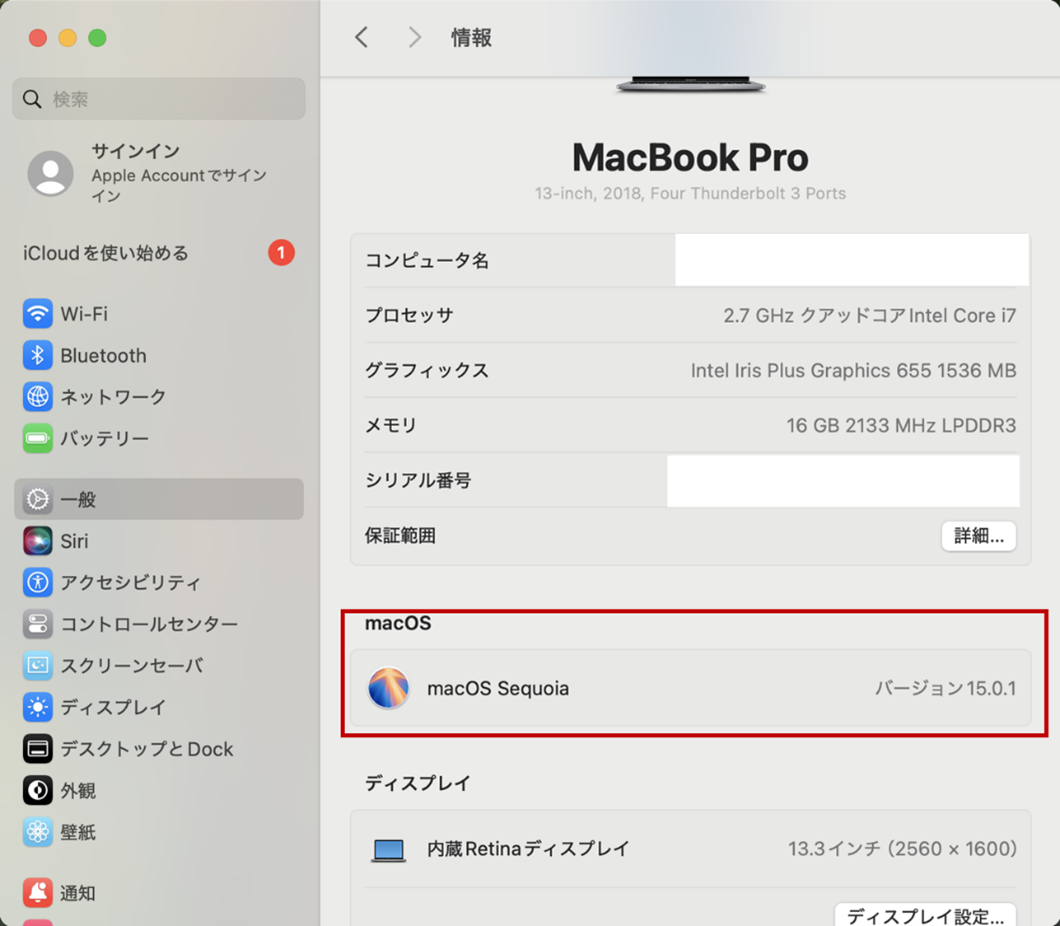 情報
検索
サインイン
Apple Accountでサイン
イン
iCloudを使い始める 1
Wi-Fi
Bluetooth
ネットワーク
バッテリー
一般
Siri
アクセシビリティ
コントロールセンター
スクリーンセーバ
ディスプレイ
デスクトップとDock
外観
壁紙
通知
MacBook Pro
13-inch, 2018, Four Thunderbolt 3 Ports
コンピュータ名
プロセッサ 2.7 GHz クアッドコアIntel Core i7
グラフィックス Intel Iris Plus Graphics 655 1536 MB
メモリ 16 GB 2133 MHz LPDDR3
シリアル番号
保証範囲 詳細...
macOS
macOS Sequoia バージョン15.0.1
ディスプレイ
内蔵Retinaディスプレイ 13.3インチ (2560 × 1600)
ディスプレイ設定...